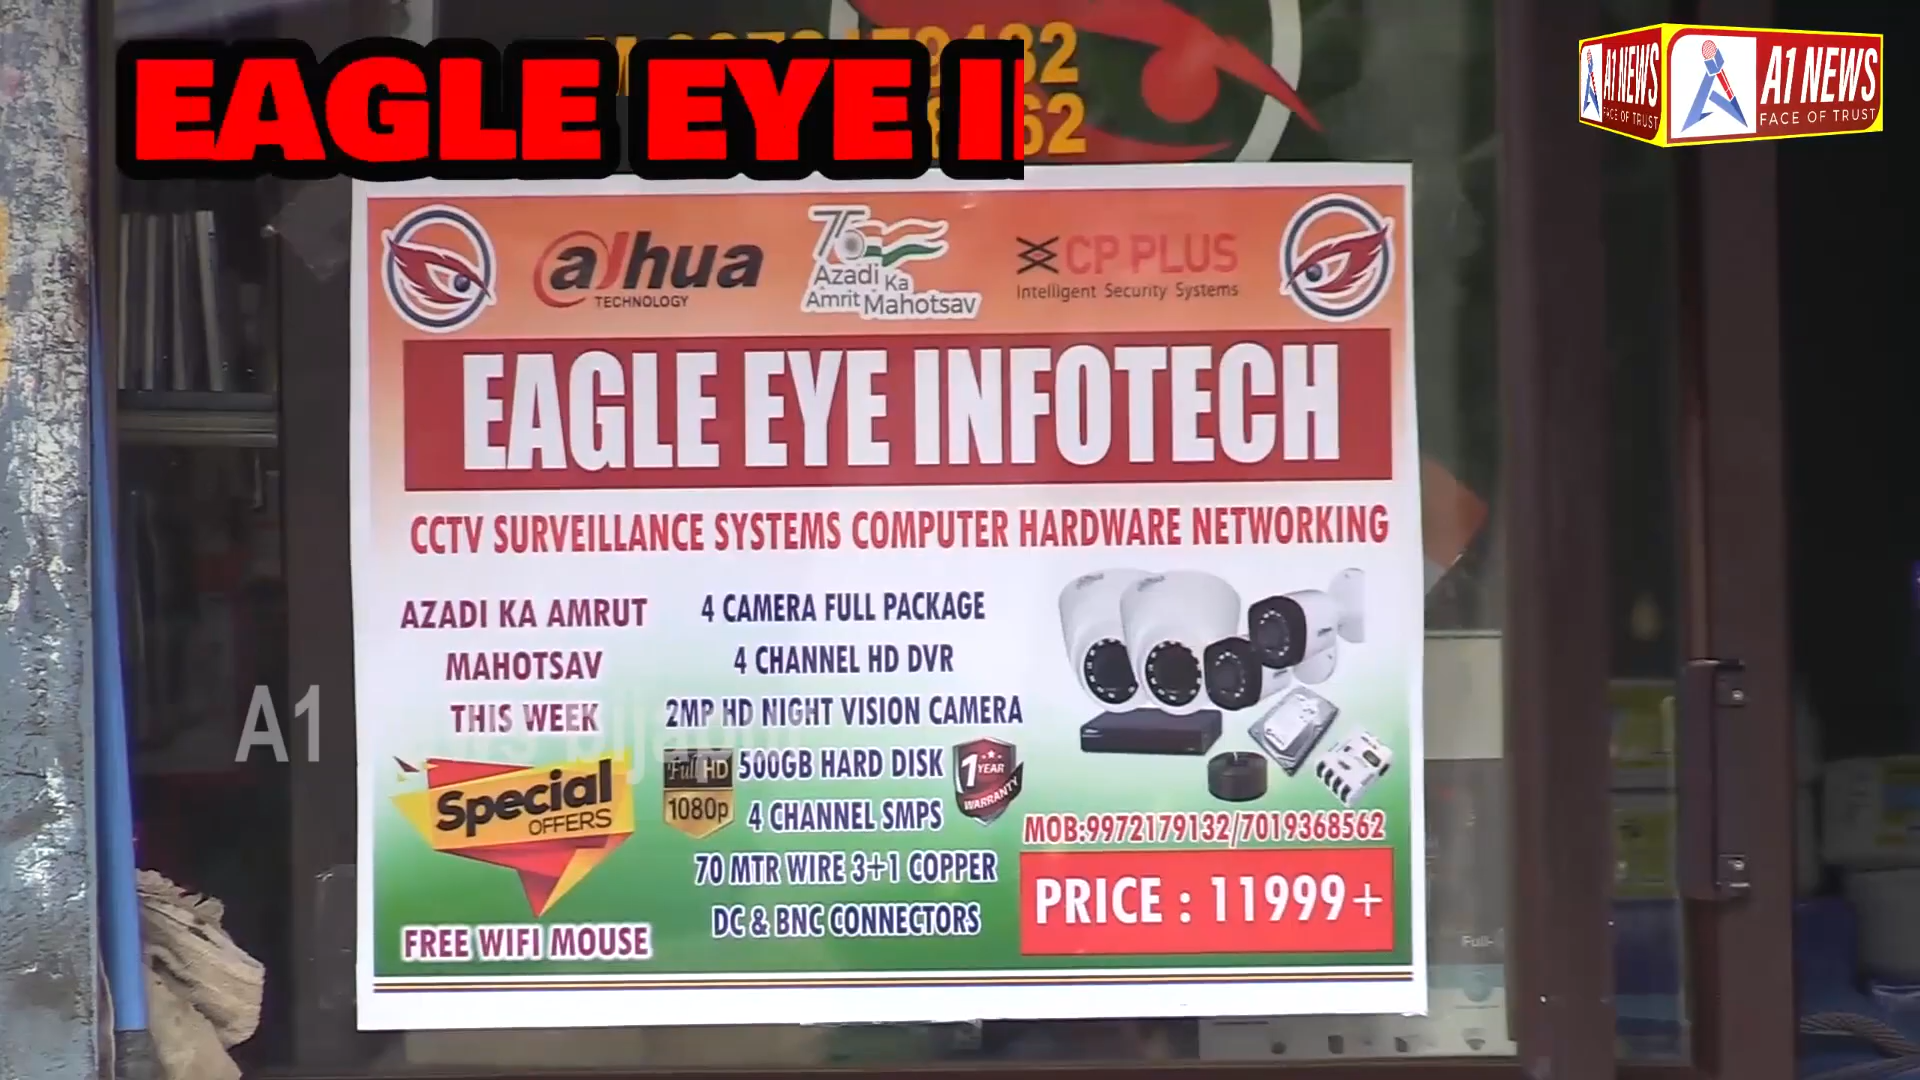 EAGLE EYE I
A1 NEWS
FACE OF TRUST
A1 NEWS
FACE OF TRUST
alhua
TECHNOLOGY
75
Azadi Ka
Amrit Mahotsav
CP PLUS
Intelligent Security Systems
EAGLE EYE INFOTECH
CCTV SURVEILLANCE SYSTEMS COMPUTER HARDWARE NETWORKING
AZADI KA AMRUT
MAHOTSAV
THIS WEEK
Special
OFFERS
FREE WIFI MOUSE
4 CAMERA FULL PACKAGE
4 CHANNEL HD DVR
2MP HD NIGHT VISION CAMERA
Full HD
1080p
500GB HARD DISK
1 YEAR
WARRANTY
4 CHANNEL SMPS
70 MTR WIRE 3+1 COPPER
DC & BNC CONNECTORS
MOB:9972179132/7019368562
PRICE : 11999+
A1 News bijapur